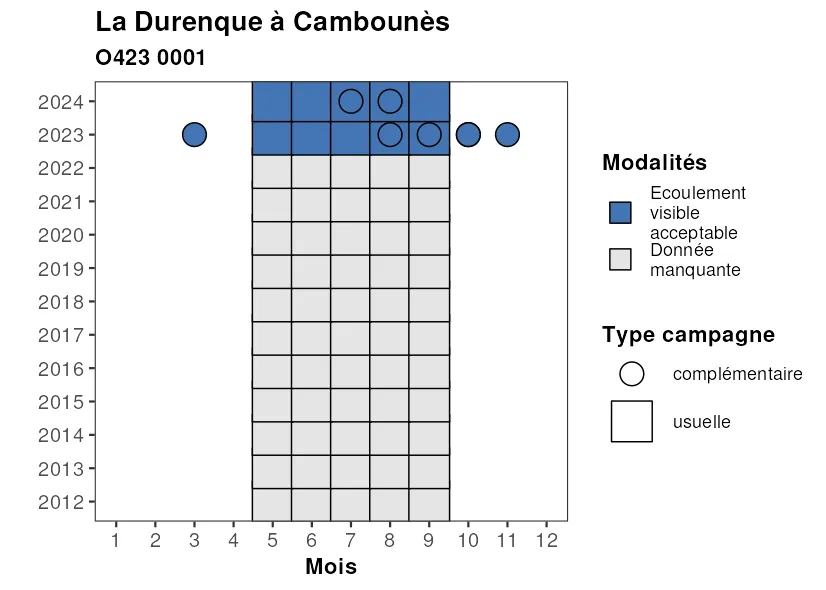 La Durenque à Cambounès
O423 0001
2024
2023
2022
2021
2020
2019
2018
2017
2016
2015
2014
2013
2012
1 2 3 4 5 6 7 8 9 10 11 12
Mois
Modalités
Ecoulement
visible
acceptable
Donnée
manquante
Type campagne
complémentaire
usuelle